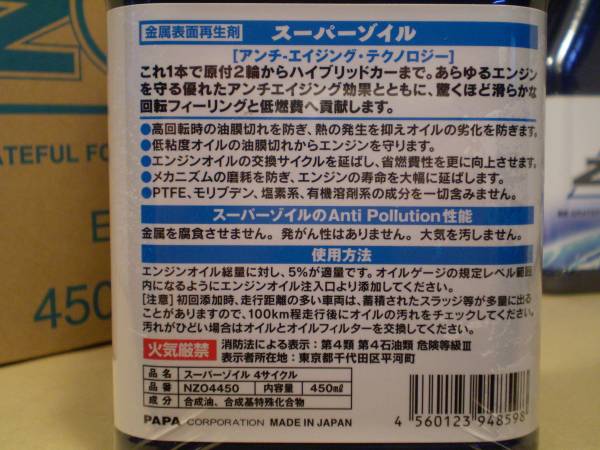 金属表面再生剤 スーパーゾイル
[アンチ-エイジング・テクノロジー]
これ1本で原付2輪からハイブリッドカーまで。あらゆるエンジン
を守る優れたアンチエイジング効果とともに、驚くほど滑らかな
回転フィーリングと低燃費へ貢献します。
●高回転時の油膜切れを防ぎ、熱の発生を抑えオイルの劣化を防ぎます。
●低粘度オイルの油膜切れからエンジンを守ります。
●エンジンオイルの交換サイクルを延ばし、省燃費性を更に向上させます。
●メカニズムの磨耗を防ぎ、エンジンの寿命を大幅に延ばします。
●PTFE、モリブデン、塩素系、有機溶剤系の成分を一切含みません。
スーパーゾイルのAnti Pollution性能
金属を腐食させません。発がん性はありません。大気を汚しません。
使用方法
エンジンオイル総量に対し、5%が適量です。オイルゲージの規定レベル範囲
内になるようにエンジンオイル注入口より添加してください。
[注意] 初回添加時、走行距離の多い車両は、蓄積されたスラッジ等が多量に出る
ことがありますので、100km程走行後にオイルの汚れをチェックしてください。
汚れがひどい場合はオイルとオイルフィルターを交換してください。
火気厳禁 消防法による表示：第4類 第4石油類 危険等級Ⅲ
表示者所在地：東京都千代田区平河町
品名 スーパーゾイル 4サイクル
品番 NZO4450 内容量 450㎖
成分 合成油、合成基特殊化合物
PAPA CORPORATION MADE IN JAPAN
4 560123 948598
ATEFUL FO
E
450